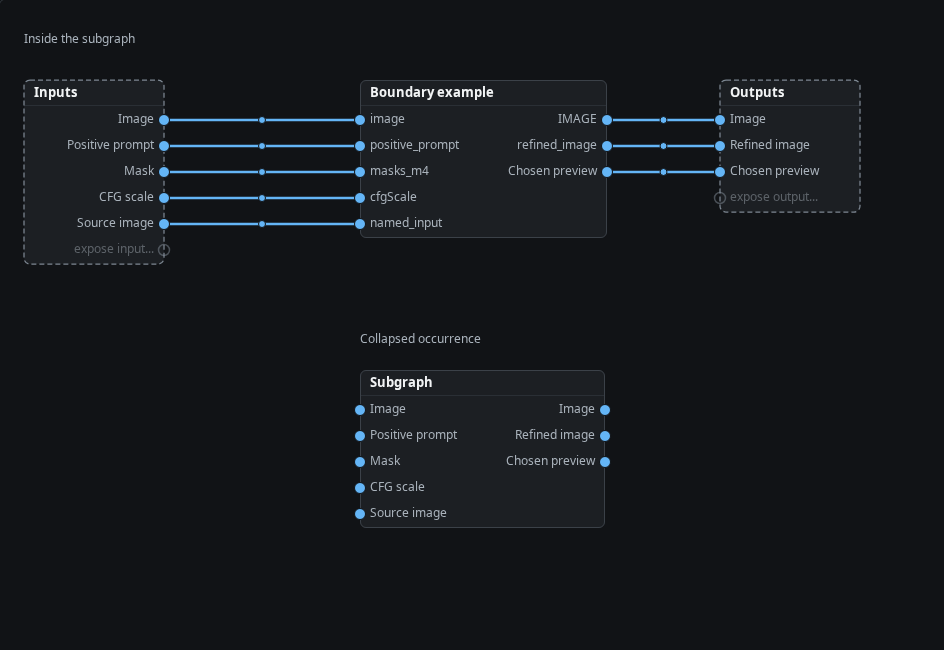 Inside the subgraph
Inputs
Image
Positive prompt
Mask
CFG scale
Source image
expose input...
Boundary example
image IMAGE
positive_prompt refined_image
masks_m4 Chosen preview
cfgScale
named_input
Outputs
Image
Refined image
Chosen preview
expose output...
Collapsed occurrence
Subgraph
Image Image
Positive prompt Refined image
Mask Chosen preview
CFG scale
Source image